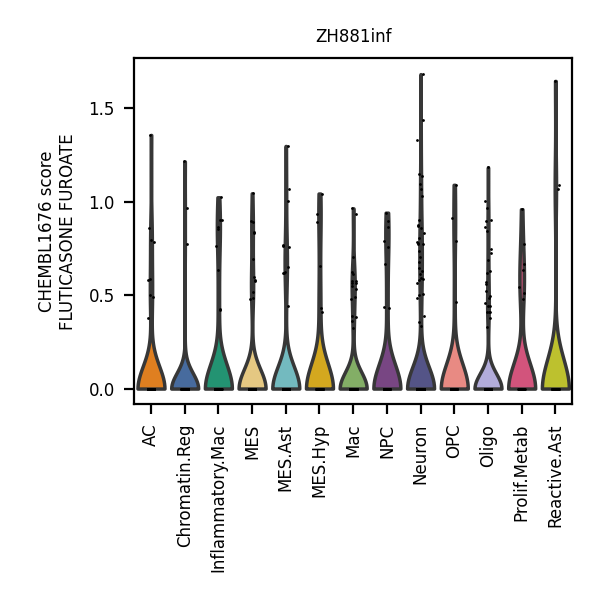 ZH881inf
CHEMBL1676 score
FLUTICASONE FUROATE
1.5
1.0
0.5
0.0
AC
Chromatin.Reg
Inflammatory.Mac
MES
MES.Ast
MES.Hyp
Mac
NPC
Neuron
OPC
Oligo
Prolif.Metab
Reactive.Ast